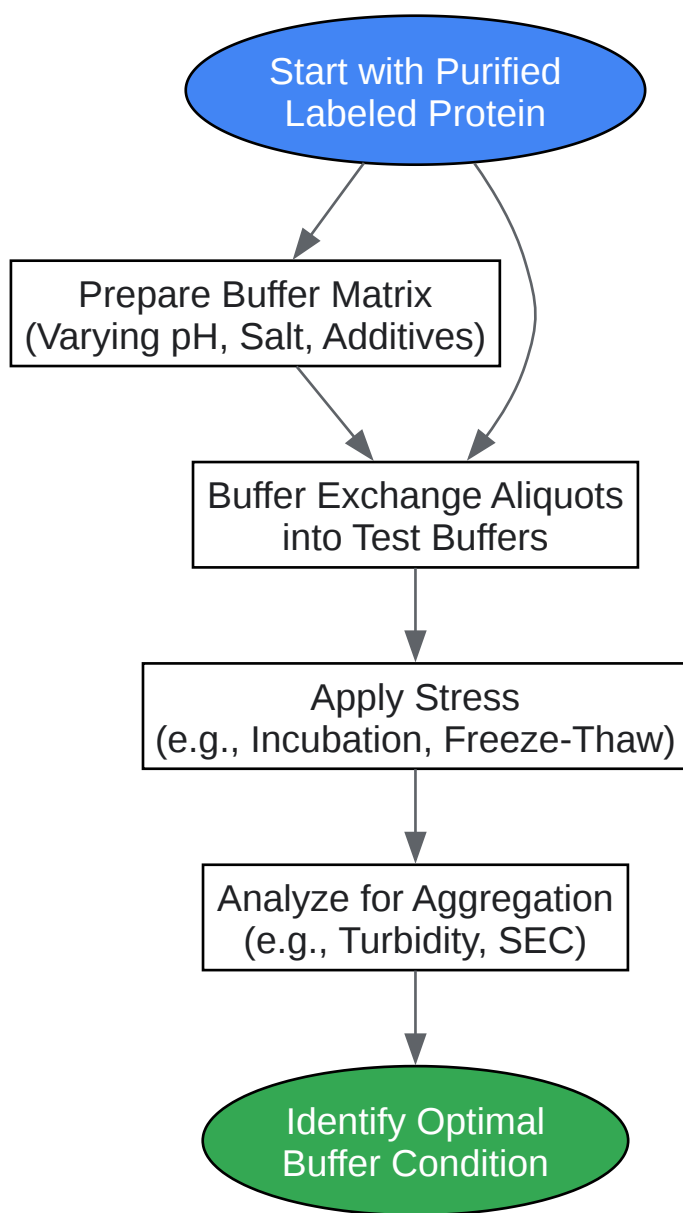 Start with Purified
Labeled Protein
Prepare Buffer Matrix
(Varying pH, Salt, Additives)
Buffer Exchange Aliquots
into Test Buffers
Apply Stress
(e.g., Incubation, Freeze-Thaw)
Analyze for Aggregation
(e.g., Turbidity, SEC)
Identify Optimal
Buffer Condition